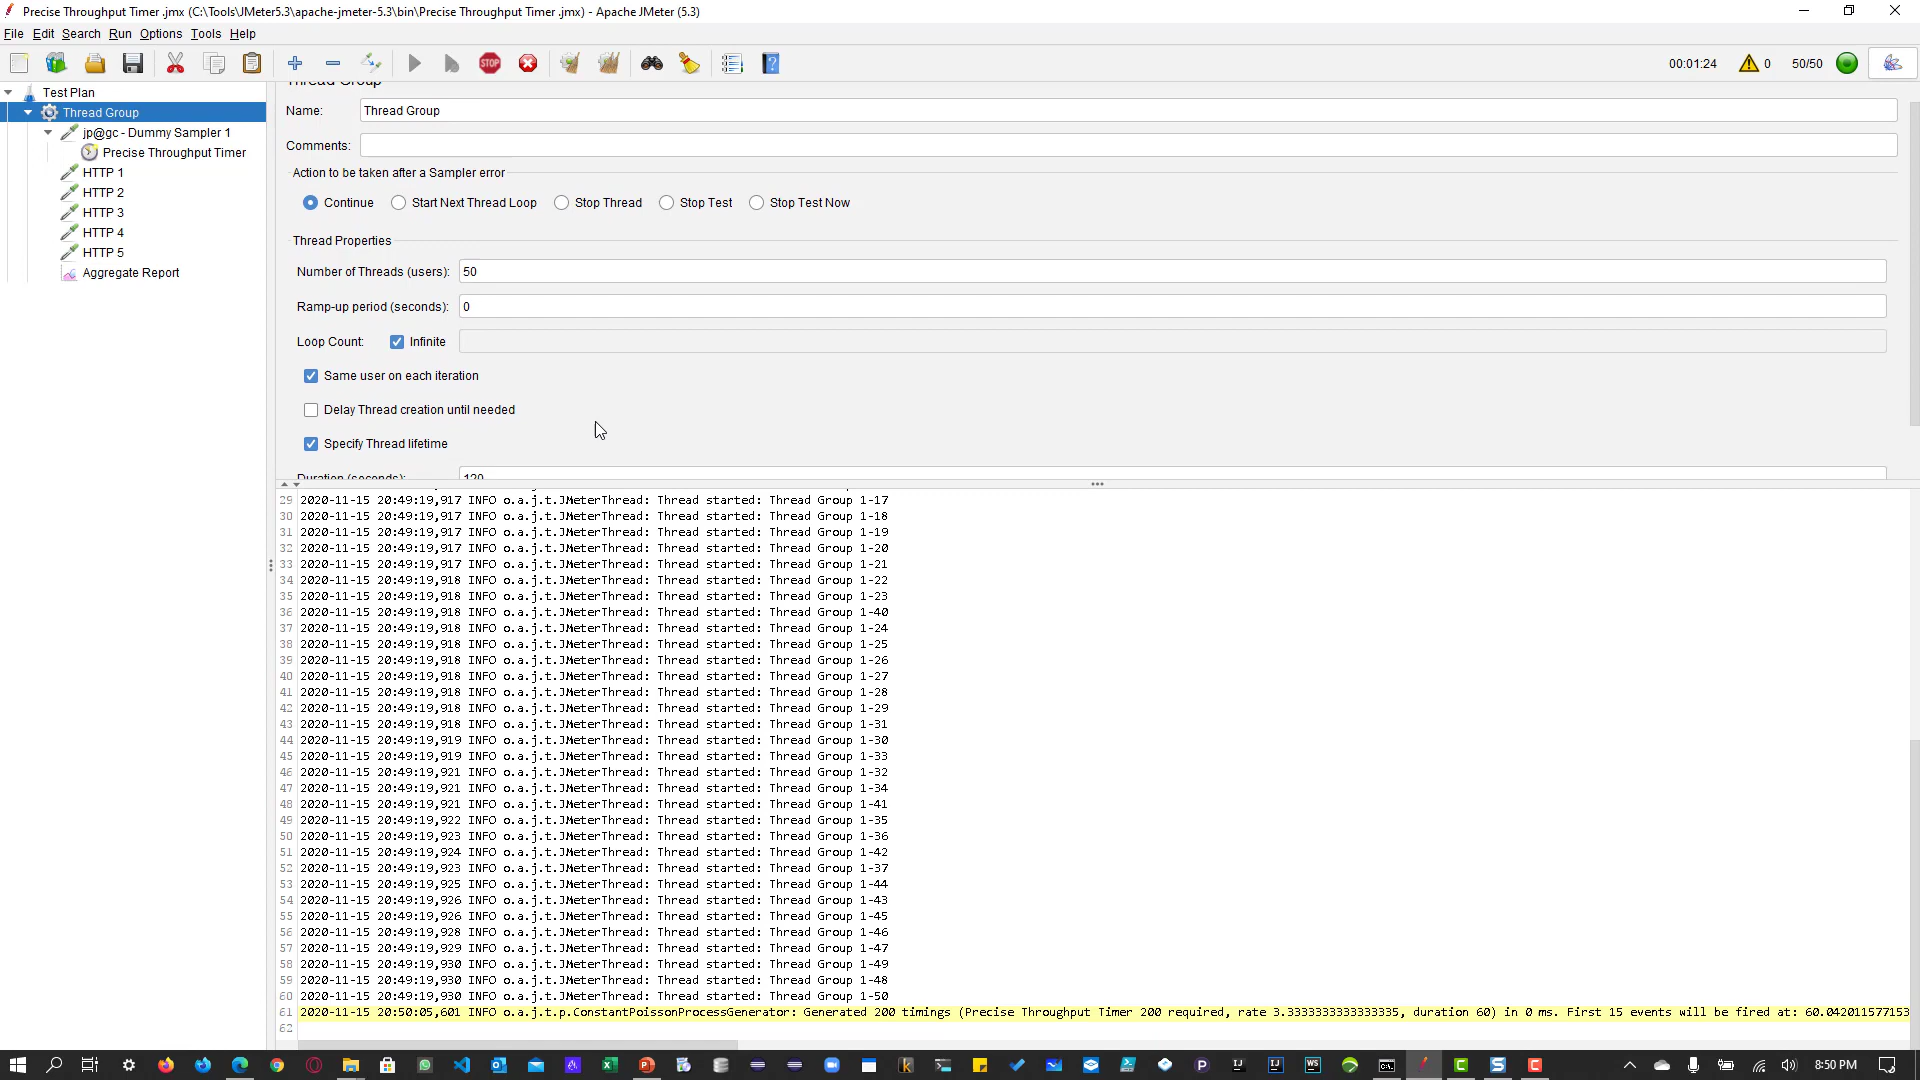 Precise Throughput Timer .jmx (C:\Tools\JMeter5.3\apache-jmeter-5.3\bin\Precise Throughput Timer .jmx) - Apache JMeter (5.3)
File Edit Search Run Options Tools Help
STOP
00:01:24 0 50/50
Test Plan
Thread Group
jp@gc - Dummy Sampler 1
Precise Throughput Timer
HTTP 1
HTTP 2
HTTP 3
HTTP 4
HTTP 5
Aggregate Report
Thread Group
Name: Thread Group
Comments:
Action to be taken after a Sampler error
Continue Start Next Thread Loop Stop Thread Stop Test Stop Test Now
Thread Properties
Number of Threads (users): 50
Ramp-up period (seconds): 0
Loop Count: Infinite
Same user on each iteration
Delay Thread creation until needed
Specify Thread lifetime
Duration (seconds): 120
29 2020-11-15 20:49:19,917 INFO o.a.j.t.JMeterThread: Thread started: Thread Group 1-17
30 2020-11-15 20:49:19,917 INFO o.a.j.t.JMeterThread: Thread started: Thread Group 1-18
31 2020-11-15 20:49:19,917 INFO o.a.j.t.JMeterThread: Thread started: Thread Group 1-19
32 2020-11-15 20:49:19,917 INFO o.a.j.t.JMeterThread: Thread started: Thread Group 1-20
33 2020-11-15 20:49:19,917 INFO o.a.j.t.JMeterThread: Thread started: Thread Group 1-21
34 2020-11-15 20:49:19,918 INFO o.a.j.t.JMeterThread: Thread started: Thread Group 1-22
35 2020-11-15 20:49:19,918 INFO o.a.j.t.JMeterThread: Thread started: Thread Group 1-23
36 2020-11-15 20:49:19,918 INFO o.a.j.t.JMeterThread: Thread started: Thread Group 1-40
37 2020-11-15 20:49:19,918 INFO o.a.j.t.JMeterThread: Thread started: Thread Group 1-24
38 2020-11-15 20:49:19,918 INFO o.a.j.t.JMeterThread: Thread started: Thread Group 1-25
39 2020-11-15 20:49:19,918 INFO o.a.j.t.JMeterThread: Thread started: Thread Group 1-26
40 2020-11-15 20:49:19,918 INFO o.a.j.t.JMeterThread: Thread started: Thread Group 1-27
41 2020-11-15 20:49:19,918 INFO o.a.j.t.JMeterThread: Thread started: Thread Group 1-28
42 2020-11-15 20:49:19,918 INFO o.a.j.t.JMeterThread: Thread started: Thread Group 1-29
43 2020-11-15 20:49:19,918 INFO o.a.j.t.JMeterThread: Thread started: Thread Group 1-31
44 2020-11-15 20:49:19,919 INFO o.a.j.t.JMeterThread: Thread started: Thread Group 1-30
45 2020-11-15 20:49:19,919 INFO o.a.j.t.JMeterThread: Thread started: Thread Group 1-33
46 2020-11-15 20:49:19,921 INFO o.a.j.t.JMeterThread: Thread started: Thread Group 1-32
47 2020-11-15 20:49:19,921 INFO o.a.j.t.JMeterThread: Thread started: Thread Group 1-34
48 2020-11-15 20:49:19,921 INFO o.a.j.t.JMeterThread: Thread started: Thread Group 1-41
49 2020-11-15 20:49:19,922 INFO o.a.j.t.JMeterThread: Thread started: Thread Group 1-35
50 2020-11-15 20:49:19,923 INFO o.a.j.t.JMeterThread: Thread started: Thread Group 1-36
51 2020-11-15 20:49:19,924 INFO o.a.j.t.JMeterThread: Thread started: Thread Group 1-42
52 2020-11-15 20:49:19,923 INFO o.a.j.t.JMeterThread: Thread started: Thread Group 1-37
53 2020-11-15 20:49:19,925 INFO o.a.j.t.JMeterThread: Thread started: Thread Group 1-44
54 2020-11-15 20:49:19,926 INFO o.a.j.t.JMeterThread: Thread started: Thread Group 1-43
55 2020-11-15 20:49:19,926 INFO o.a.j.t.JMeterThread: Thread started: Thread Group 1-45
56 2020-11-15 20:49:19,928 INFO o.a.j.t.JMeterThread: Thread started: Thread Group 1-46
57 2020-11-15 20:49:19,929 INFO o.a.j.t.JMeterThread: Thread started: Thread Group 1-47
58 2020-11-15 20:49:19,930 INFO o.a.j.t.JMeterThread: Thread started: Thread Group 1-49
59 2020-11-15 20:49:19,930 INFO o.a.j.t.JMeterThread: Thread started: Thread Group 1-48
60 2020-11-15 20:49:19,930 INFO o.a.j.t.JMeterThread: Thread started: Thread Group 1-50
61 2020-11-15 20:50:05,601 INFO o.a.j.t.p.ConstantPoissonProcessGenerator: Generated 200 timings (Precise Throughput Timer 200 required, rate 3.3333333333333335, duration 60) in 0 ms. First 15 events will be fired at: 60.042011577153
62
8:50 PM